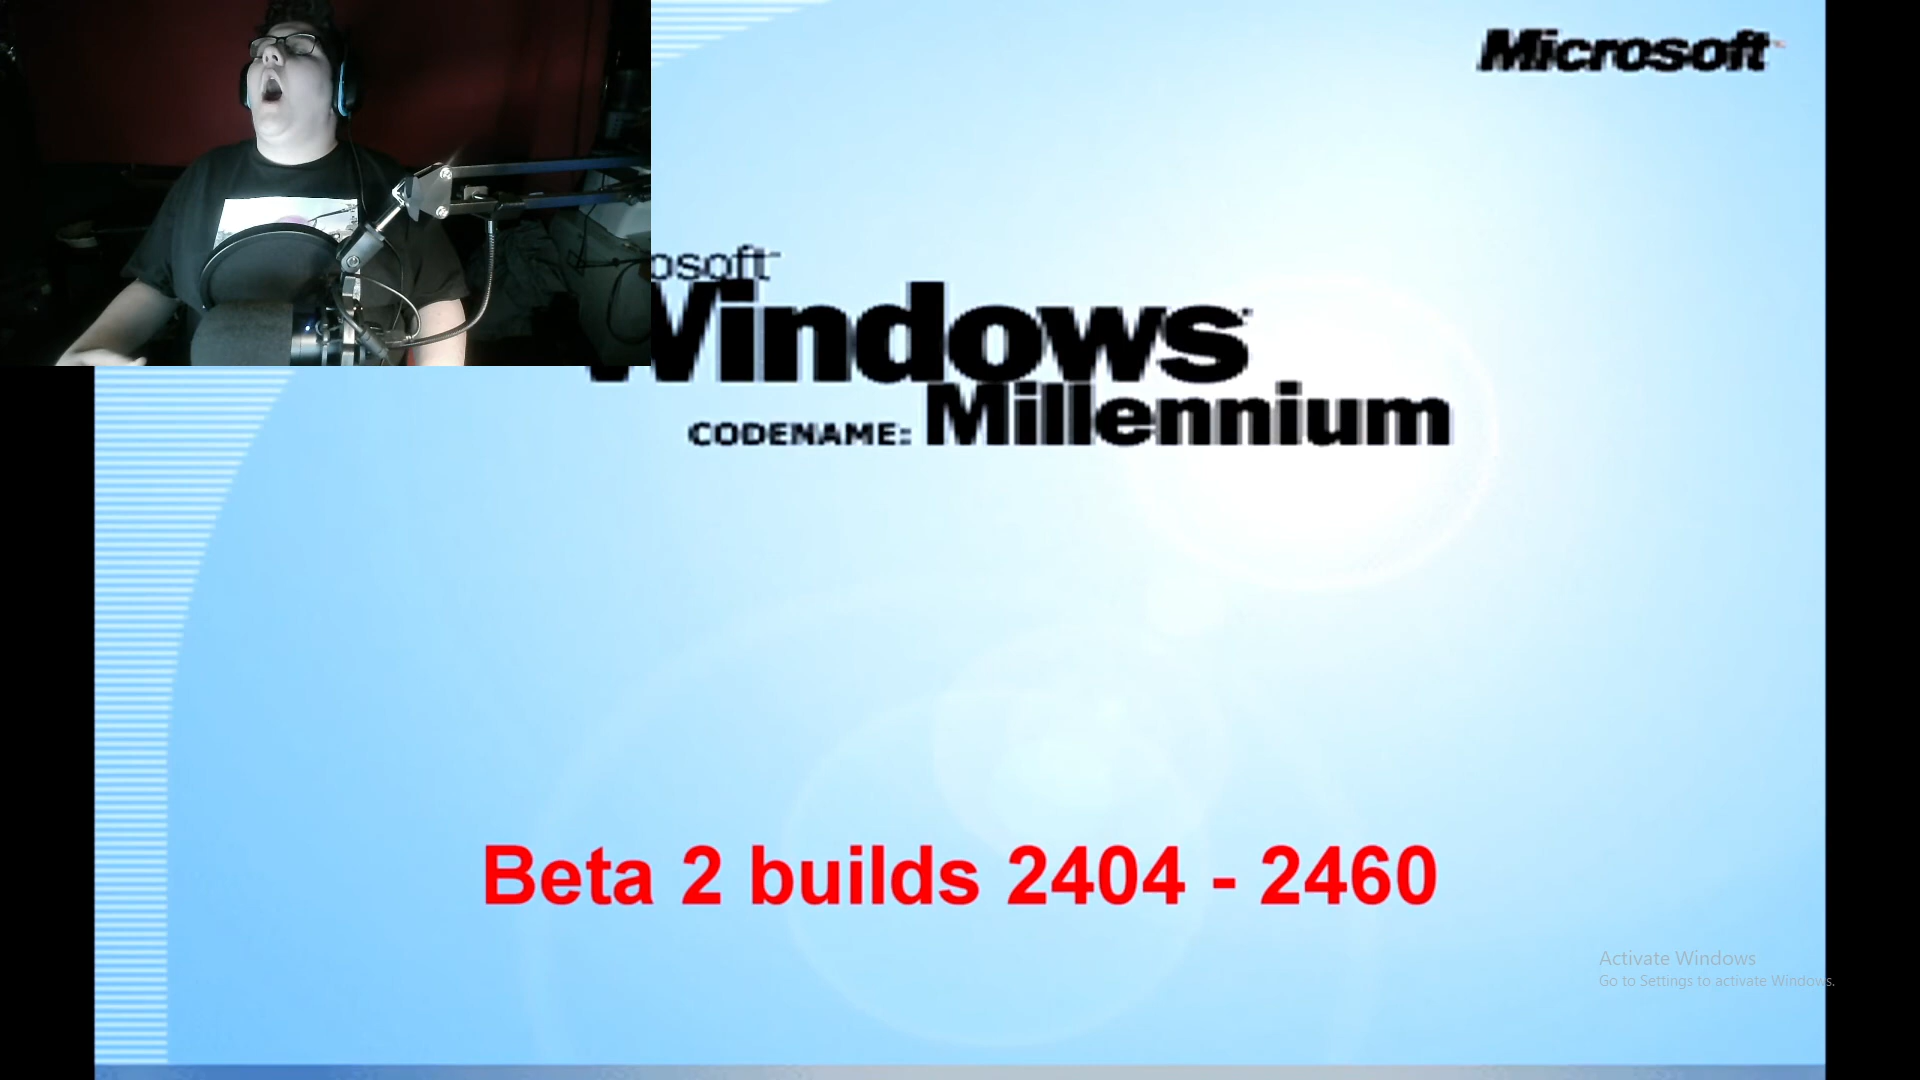 Microsoft
osoft
Windows
CODENAME: Millennium
Beta 2 builds 2404 - 2460
Activate Windows
Go to Settings to activate Windows.